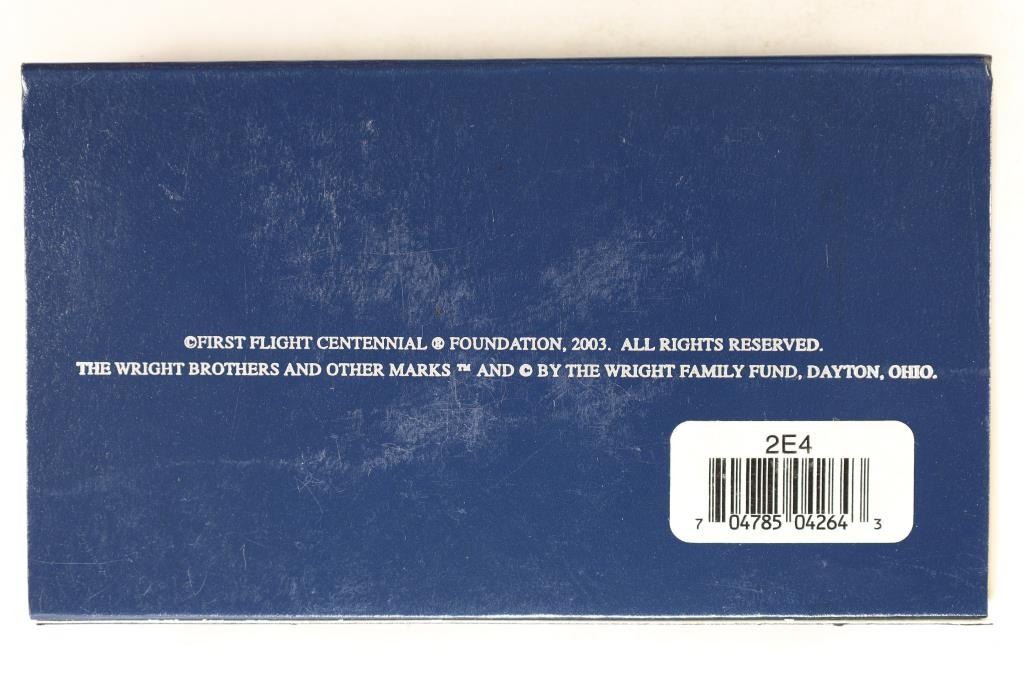 ©FIRST FLIGHT CENTENNIAL ® FOUNDATION, 2003. ALL RIGHTS RESERVED.
THE WRIGHT BROTHERS AND OTHER MARKS ™ AND © BY THE WRIGHT FAMILY FUND, DAYTON, OHIO.
2E4
7 04785 04264 3